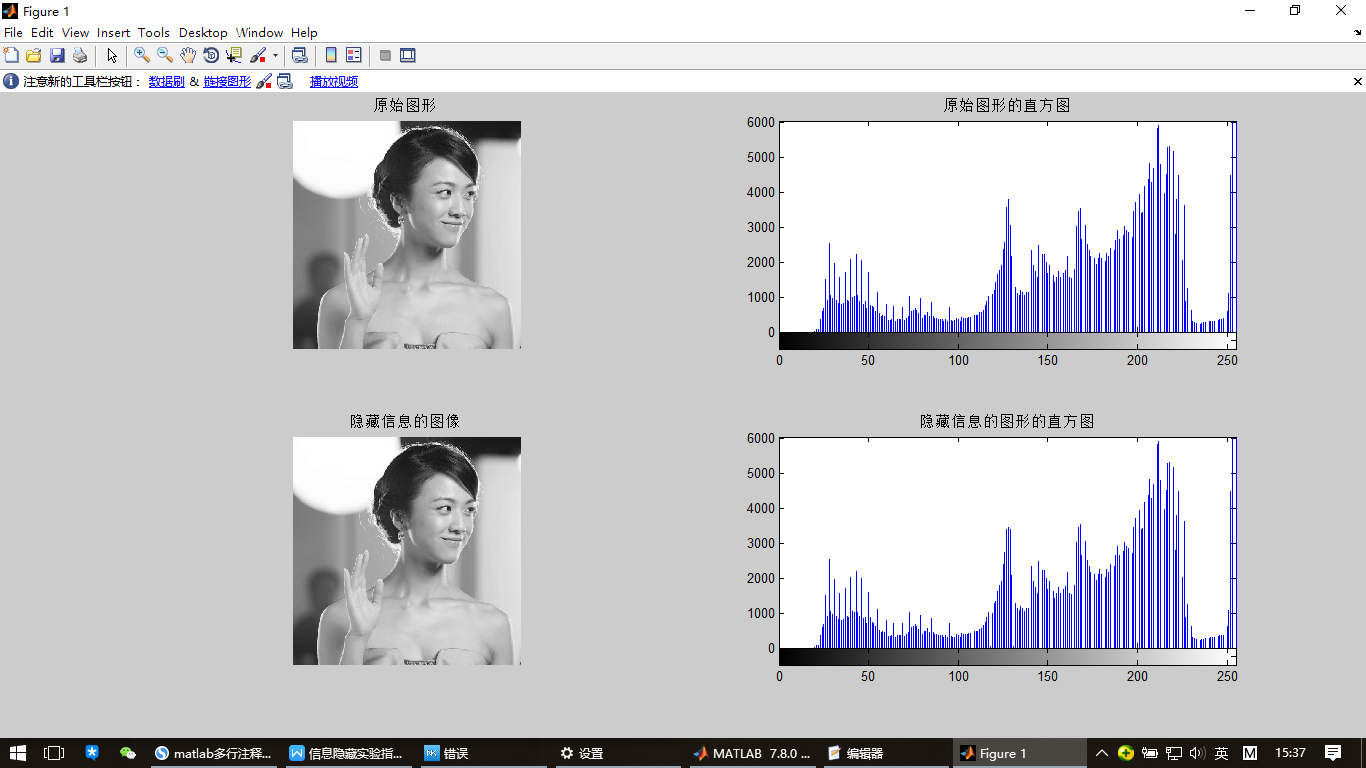 Figure 1
File Edit View Insert Tools Desktop Window Help
注意新的工具栏按钮： 数据刷 & 链接图形 播放视频
原始图形
原始图形的直方图
6000
5000
4000
3000
2000
1000
0
0 50 100 150 200 250
隐藏信息的图像
隐藏信息的图形的直方图
6000
5000
4000
3000
2000
1000
0
0 50 100 150 200 250
matlab多行注释... 信息隐藏实验指... 错误 设置 MATLAB 7.8.0 ... 编辑器 Figure 1 英 M 15:37